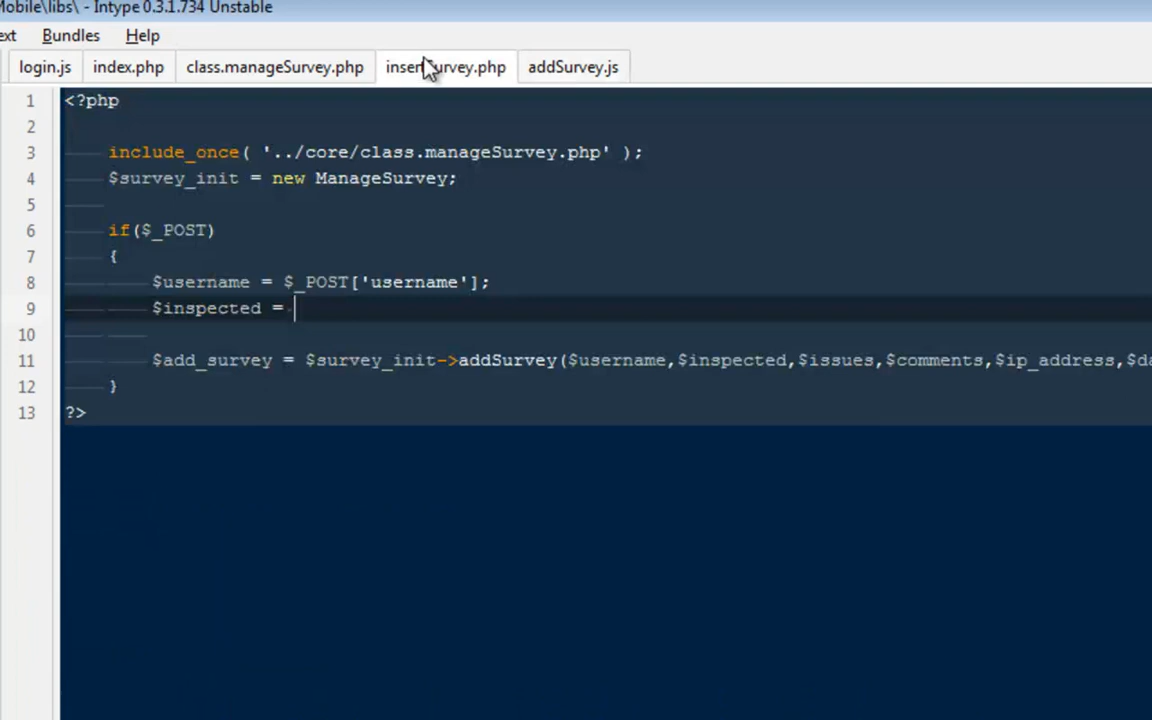 Mobile\libs\ - Intype 0.3.1.734 Unstable
ext Bundles Help
login.js index.php class.manageSurvey.php insertSurvey.php addSurvey.js
1 <?php
2
3 include_once( '../core/class.manageSurvey.php' );
4 $survey_init = new ManageSurvey;
5
6 if($_POST)
7 {
8 $username = $_POST['username'];
9 $inspected =
10
11 $add_survey = $survey_init->addSurvey($username,$inspected,$issues,$comments,$ip_address,$da
12 }
13 ?>